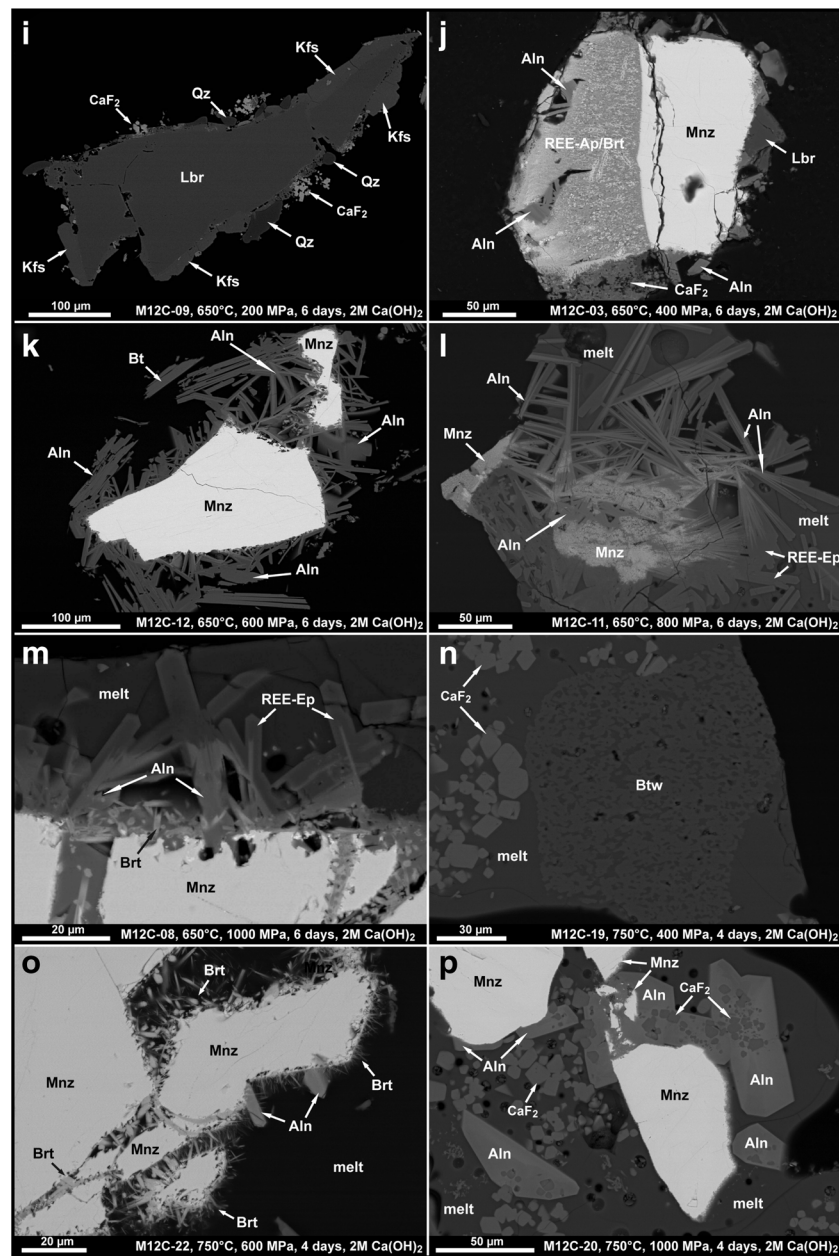 i
Kfs
CaF₂
Qz
Kfs
Lbr
Qz
CaF₂
Qz
Kfs
Kfs
100 µm
M12C-09, 650°C, 200 MPa, 6 days, 2M Ca(OH)₂
j
Aln
Mnz
REE-Ap/Brt
Lbr
Aln
Aln
CaF₂
50 µm
M12C-03, 650°C, 400 MPa, 6 days, 2M Ca(OH)₂
k
Aln
Mnz
Bt
Aln
Aln
Mnz
Aln
100 µm
M12C-12, 650°C, 600 MPa, 6 days, 2M Ca(OH)₂
l
melt
Aln
Aln
Mnz
melt
Aln
Mnz
REE-Ep
50 µm
M12C-11, 650°C, 800 MPa, 6 days, 2M Ca(OH)₂
m
melt
REE-Ep
Aln
Brt
Mnz
20 µm
M12C-08, 650°C, 1000 MPa, 6 days, 2M Ca(OH)₂
n
CaF₂
Btw
melt
30 µm
M12C-19, 750°C, 400 MPa, 4 days, 2M Ca(OH)₂
o
Brt
Mnz
Mnz
Mnz
Brt
Aln
Brt
Mnz
melt
Brt
20 µm
M12C-22, 750°C, 600 MPa, 4 days, 2M Ca(OH)₂
p
Mnz
Mnz
Aln
CaF₂
Aln
CaF₂
Mnz
Aln
Aln
Aln
melt
melt
50 µm
M12C-20, 750°C, 1000 MPa, 4 days, 2M Ca(OH)₂